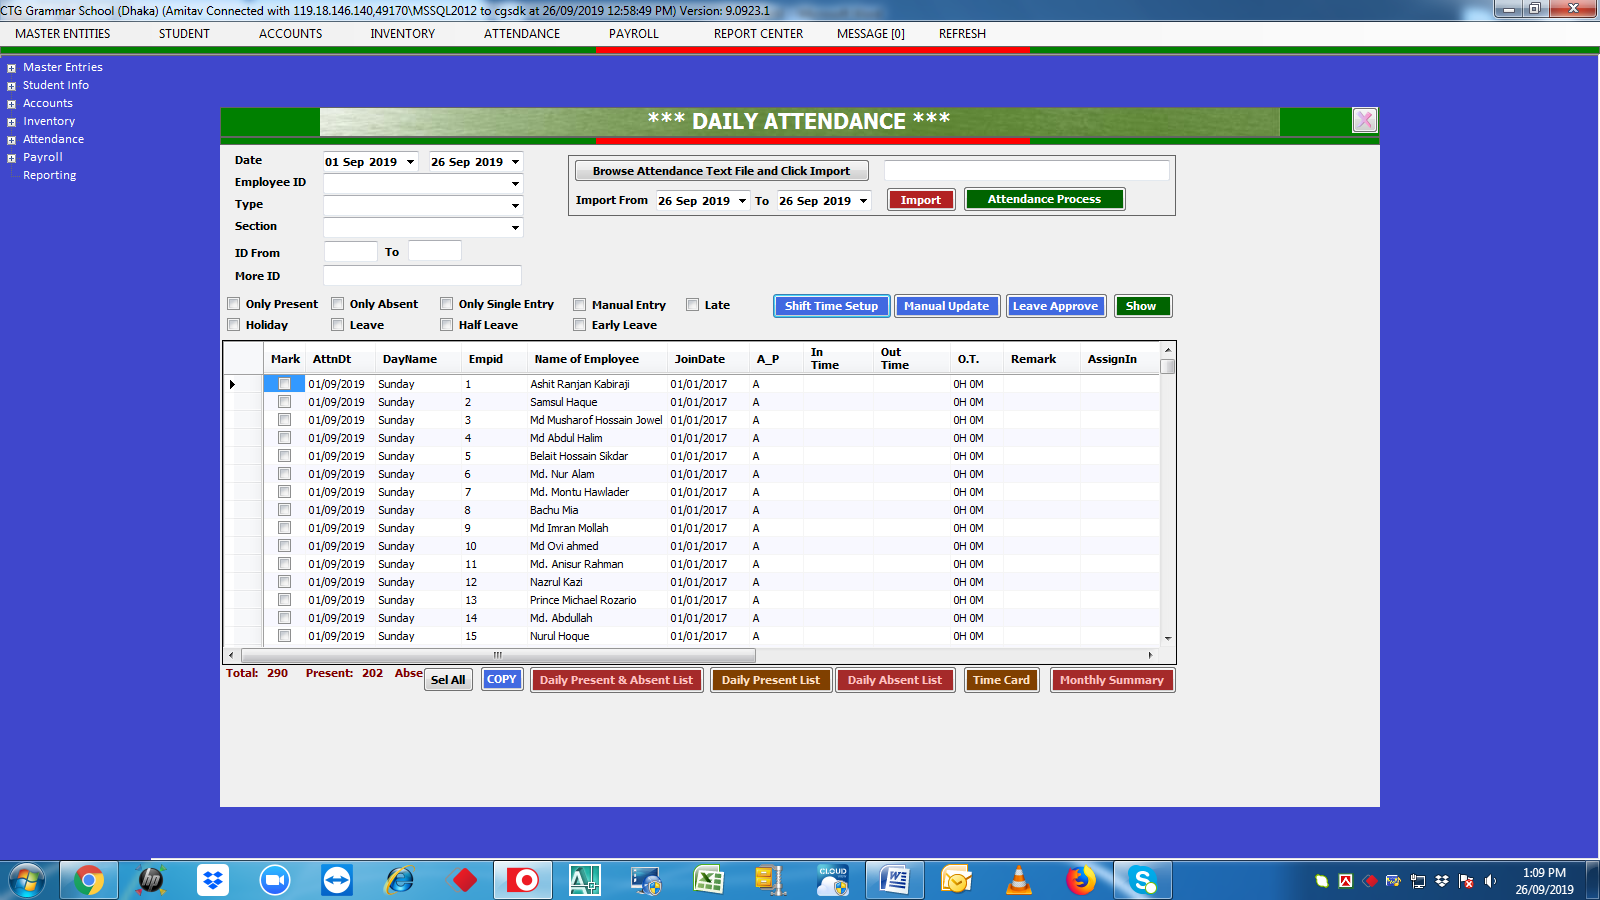 CTG Grammar School (Dhaka) (Amitav Connected with 119.18.146.140,49170\MSSQL2012 to cgsdk at 26/09/2019 12:58:49 PM) Version: 9.0923.1
MASTER ENTITIES STUDENT ACCOUNTS INVENTORY ATTENDANCE PAYROLL REPORT CENTER MESSAGE [0] REFRESH
Master Entries
Student Info
Accounts
Inventory
Attendance
Payroll
Reporting
*** DAILY ATTENDANCE ***
Date 01 Sep 2019 26 Sep 2019
Employee ID
Type
Section
ID From To
More ID
Browse Attendance Text File and Click Import
Import From 26 Sep 2019 To 26 Sep 2019 Import Attendance Process
Only Present Only Absent Only Single Entry Manual Entry Late
Holiday Leave Half Leave Early Leave
Shift Time Setup Manual Update Leave Approve Show
Mark AttnDt DayName Empid Name of Employee JoinDate A_P In Time Out Time O.T. Remark AssignIn
01/09/2019 Sunday 1 Ashit Ranjan Kabiraji 01/01/2017 A 0H 0M
01/09/2019 Sunday 2 Samsul Haque 01/01/2017 A 0H 0M
01/09/2019 Sunday 3 Md Musharof Hossain Jowel 01/01/2017 A 0H 0M
01/09/2019 Sunday 4 Md Abdul Halim 01/01/2017 A 0H 0M
01/09/2019 Sunday 5 Belait Hossain Sikdar 01/01/2017 A 0H 0M
01/09/2019 Sunday 6 Md. Nur Alam 01/01/2017 A 0H 0M
01/09/2019 Sunday 7 Md. Montu Hawlader 01/01/2017 A 0H 0M
01/09/2019 Sunday 8 Bachu Mia 01/01/2017 A 0H 0M
01/09/2019 Sunday 9 Md Imran Mollah 01/01/2017 A 0H 0M
01/09/2019 Sunday 10 Md Ovi ahmed 01/01/2017 A 0H 0M
01/09/2019 Sunday 11 Md. Anisur Rahman 01/01/2017 A 0H 0M
01/09/2019 Sunday 12 Nazrul Kazi 01/01/2017 A 0H 0M
01/09/2019 Sunday 13 Prince Michael Rozario 01/01/2017 A 0H 0M
01/09/2019 Sunday 14 Md. Abdullah 01/01/2017 A 0H 0M
01/09/2019 Sunday 15 Nurul Hoque 01/01/2017 A 0H 0M
Total: 290 Present: 202 Abse Sel All COPY Daily Present & Absent List Daily Present List Daily Absent List Time Card Monthly Summary
CLOUD
1:09 PM
26/09/2019